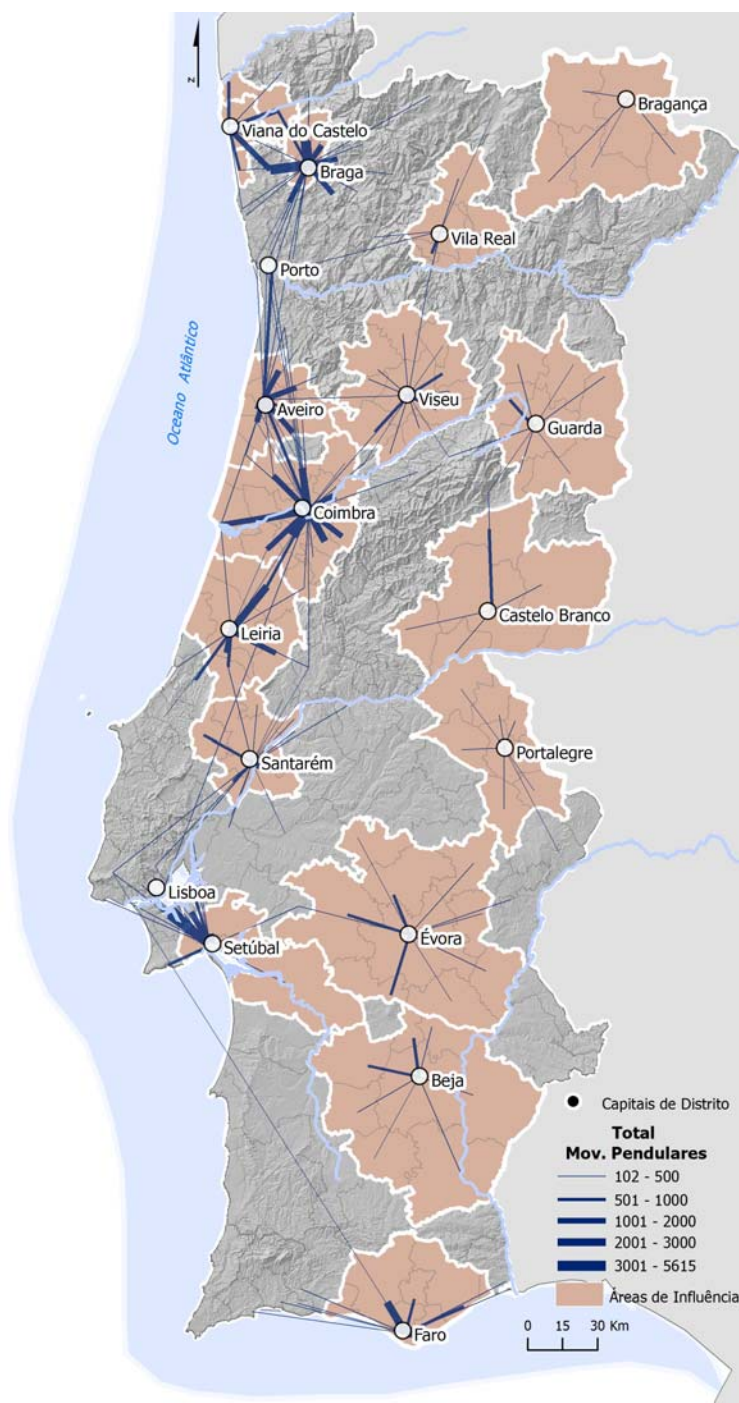 z
Viana do Castelo
Bragança
Braga
Vila Real
Porto
Oceano Atlântico
Aveiro
Viseu
Guarda
Coimbra
Castelo Branco
Leiria
Portalegre
Santarém
Lisboa
Setúbal
Évora
Beja
Faro
Capitais de Distrito
Total
Mov. Pendulares
102 - 500
501 - 1000
1001 - 2000
2001 - 3000
3001 - 5615
Áreas de Influência
0 15 30 Km